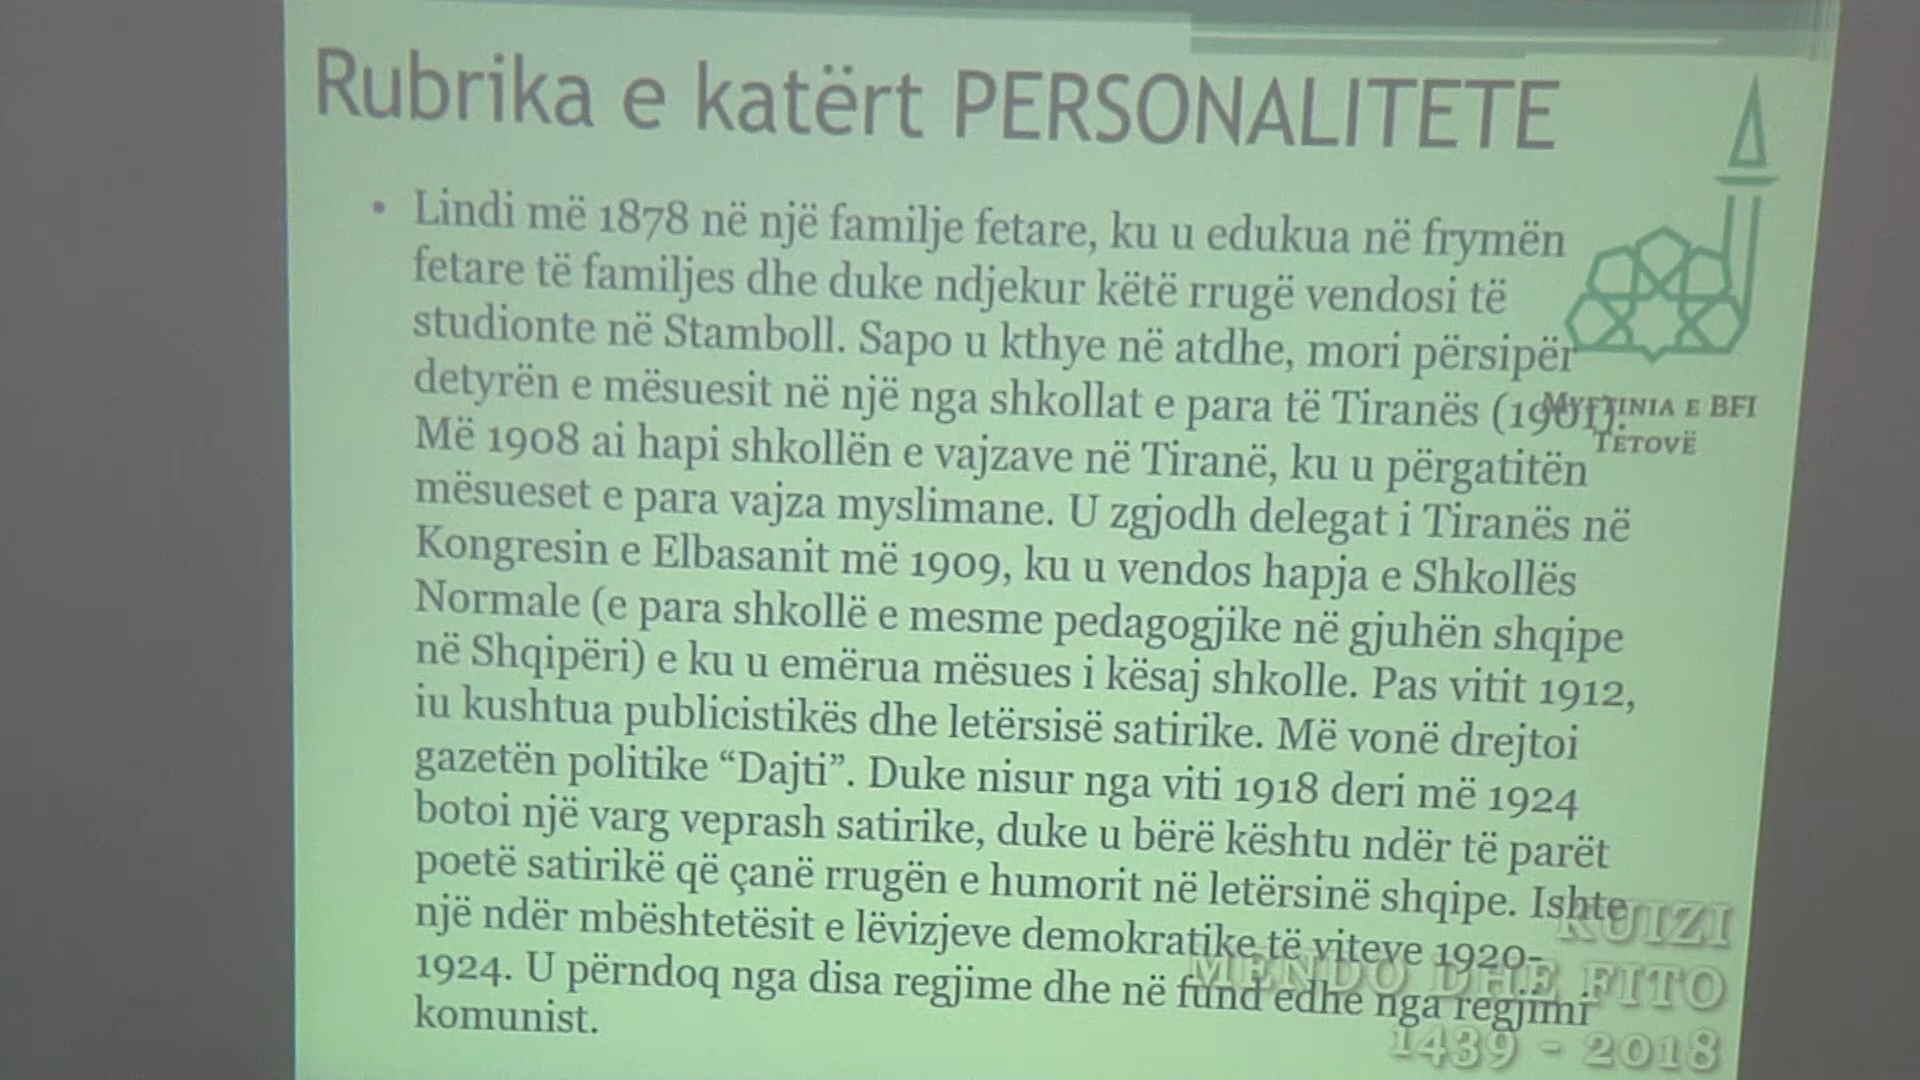 Rubrika e katërt PERSONALITETE
• Lindi më 1878 në një familje fetare, ku u edukua në frymën
fetare të familjes dhe duke ndjekur këtë rrugë vendosi të
studionte në Stamboll. Sapo u kthye në atdhe, mori përsipër
detyrën e mësuesit në një nga shkollat e para të Tiranës (1901).
Më 1908 ai hapi shkollën e vajzave në Tiranë, ku u përgatitën
mësueset e para vajza myslimane. U zgjodh delegat i Tiranës në
Kongresin e Elbasanit më 1909, ku u vendos hapja e Shkollës
Normale (e para shkollë e mesme pedagogjike në gjuhën shqipe
në Shqipëri) e ku u emërua mësues i kësaj shkolle. Pas vitit 1912,
iu kushtua publicistikës dhe letërsisë satirike. Më vonë drejtoi
gazetën politike “Dajti”. Duke nisur nga viti 1918 deri më 1924
botoi një varg veprash satirike, duke u bërë kështu ndër të parët
poetë satirikë që çanë rrugën e humorit në letërsinë shqipe. Ishte
një ndër mbështetësit e lëvizjeve demokratike të viteve 1920-
1924. U përndoq nga disa regjime dhe në fund edhe nga regjimi
komunist.
MYFTINIA E BFI
TETOVË
KUIZI
MENDO DHE FITO
1439 - 2018